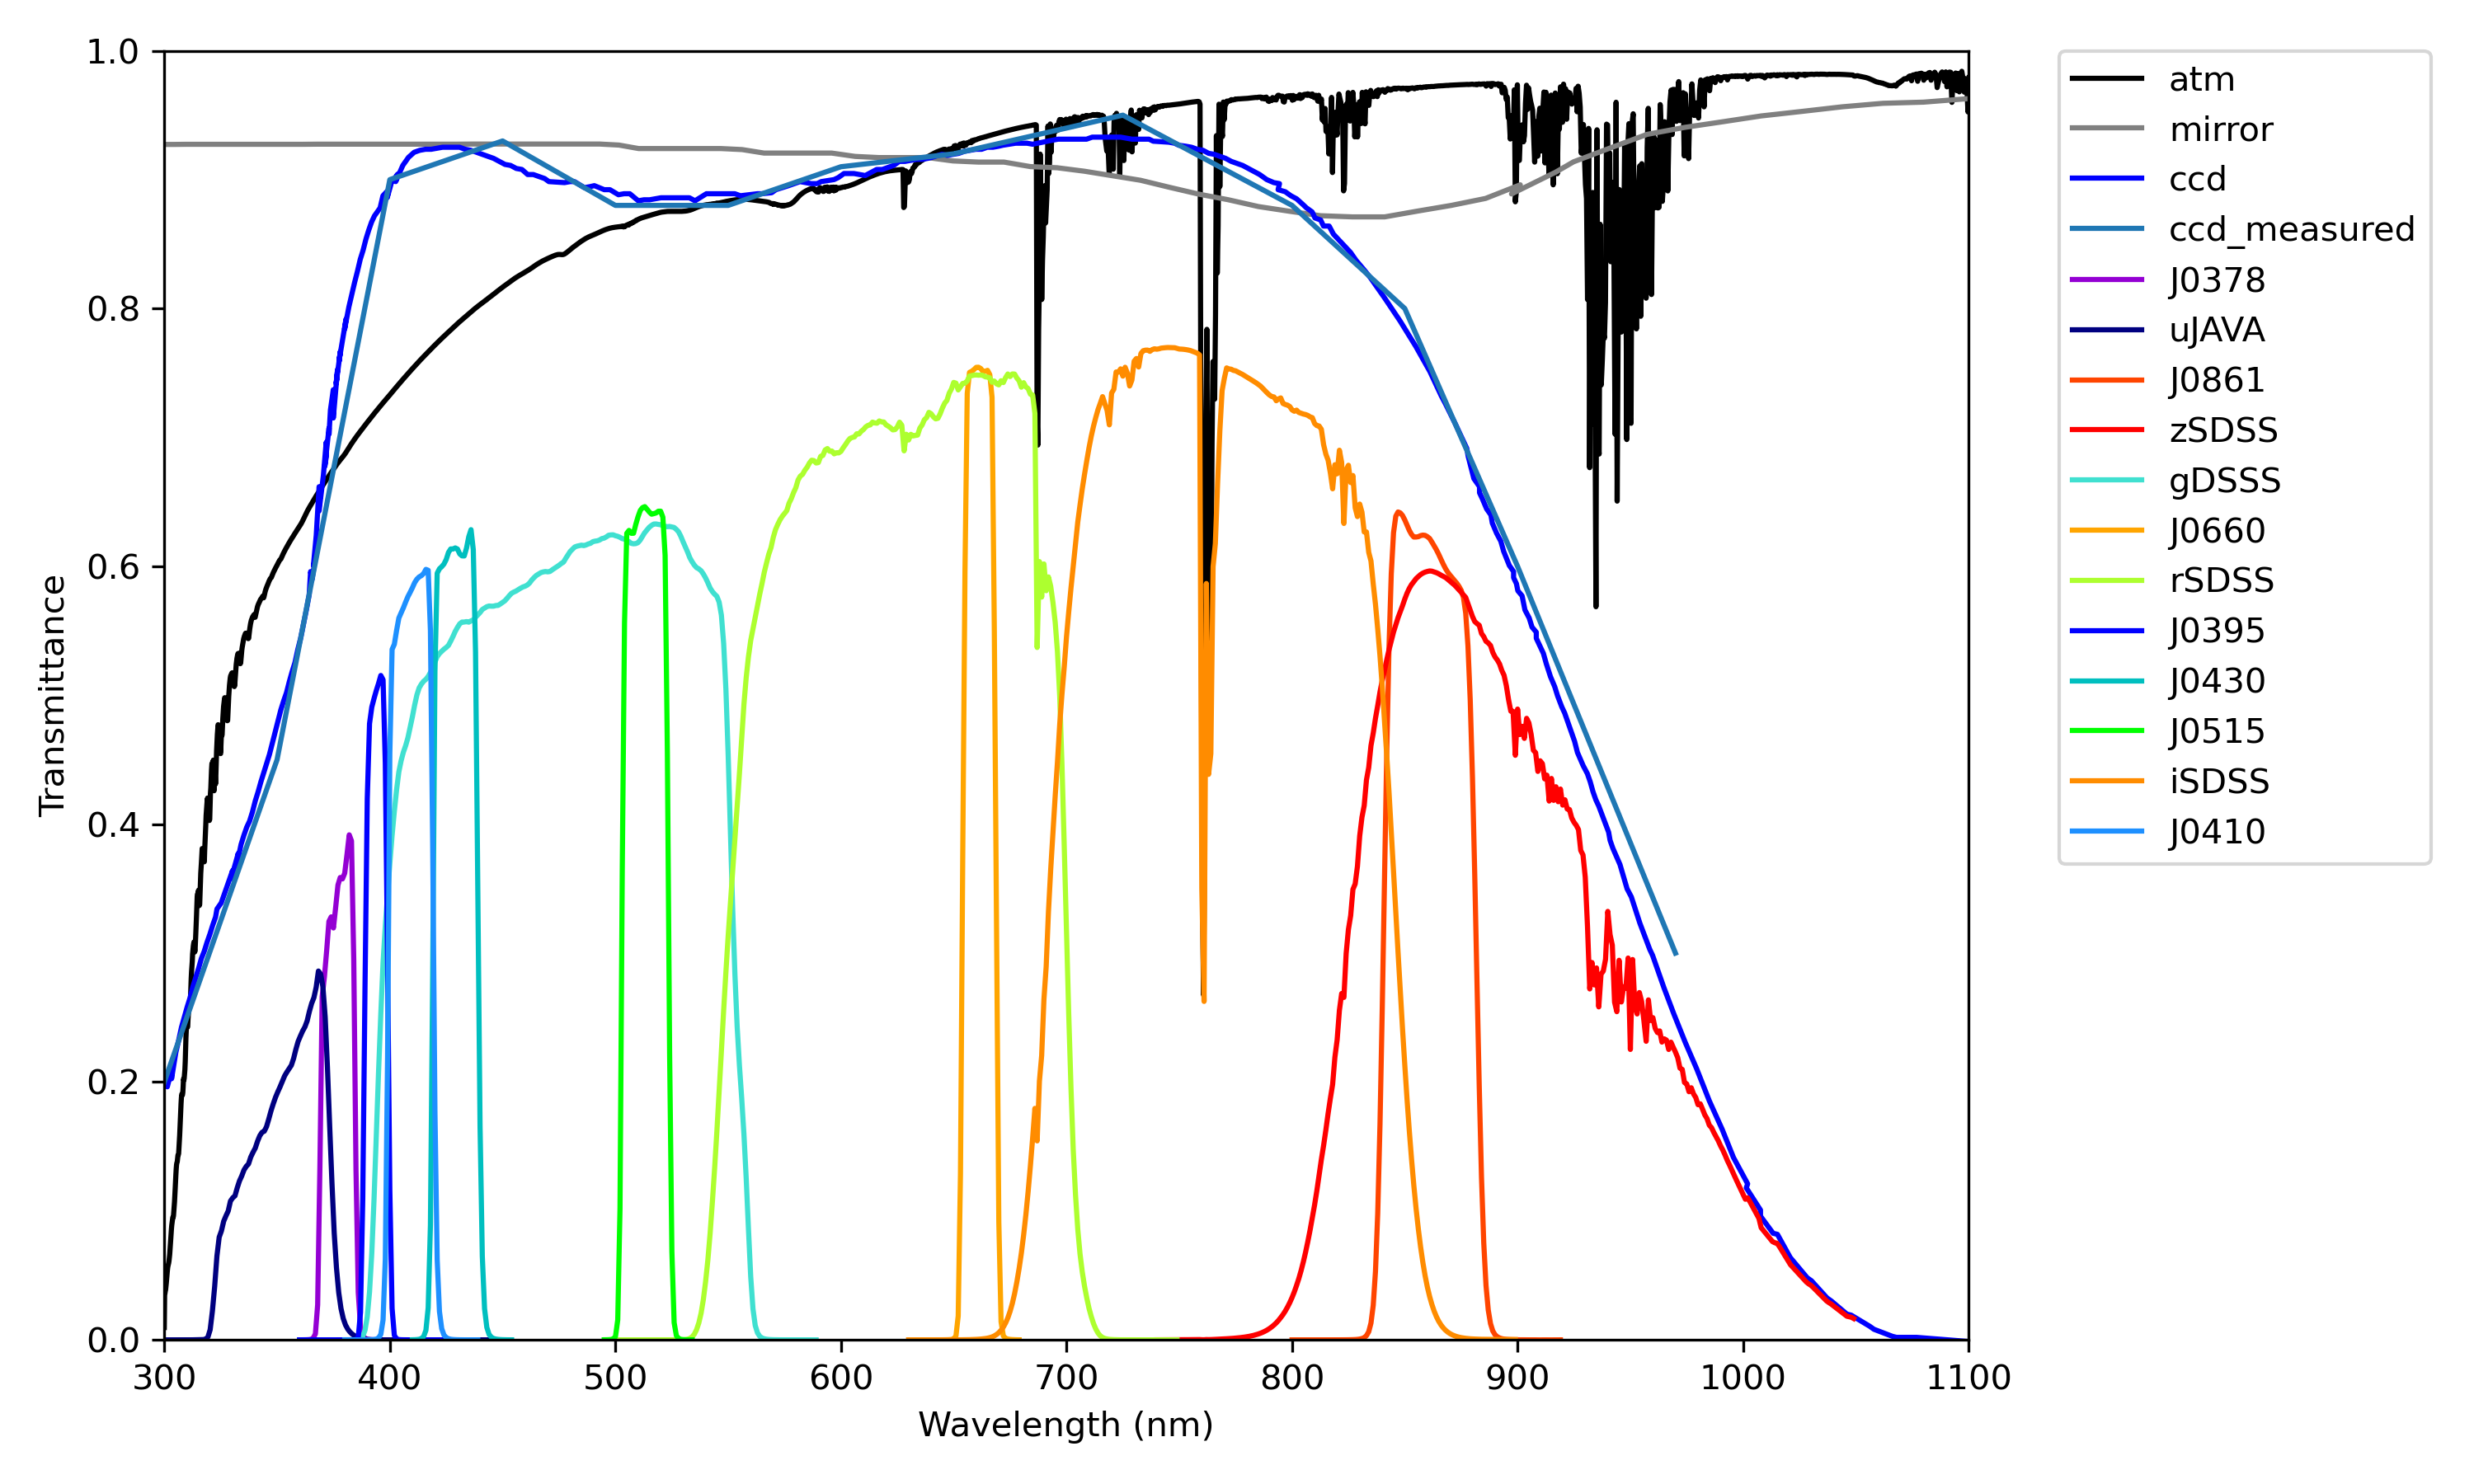 1.0
0.8
0.6
0.4
0.2
0.0
Transmittance
300 400 500 600 700 800 900 1000 1100
Wavelength (nm)
atm
mirror
ccd
ccd_measured
J0378
uJAVA
J0861
zSDSS
gDSSS
J0660
rSDSS
J0395
J0430
J0515
iSDSS
J0410